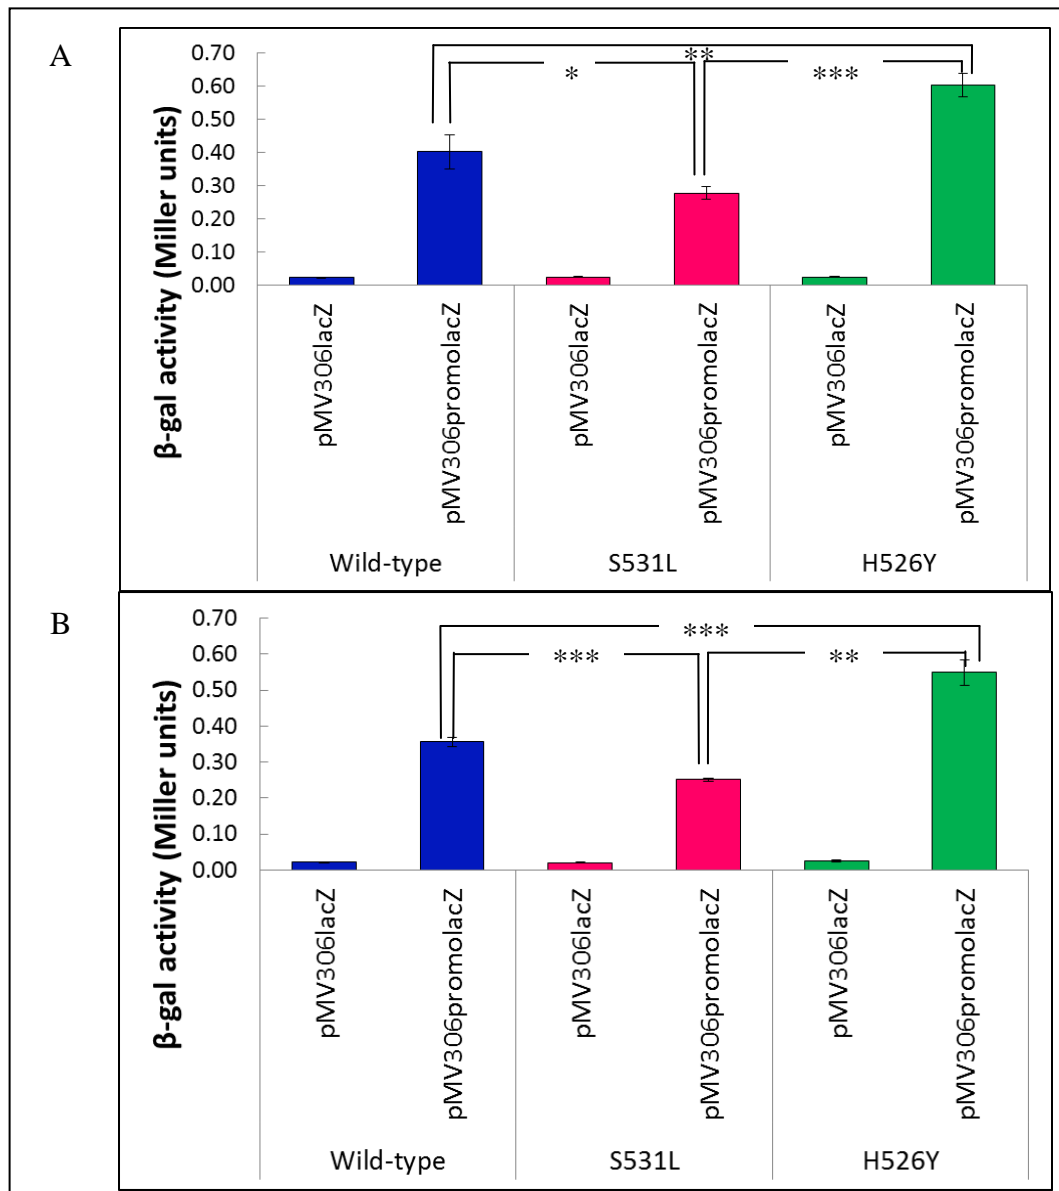 A
β-gal activity (Miller units)
0.70
0.60
0.50
0.40
0.30
0.20
0.10
0.00
**
*
***
pMV306lacZ
pMV306promolacZ
pMV306lacZ
pMV306promolacZ
pMV306lacZ
pMV306promolacZ
Wild-type
S531L
H526Y
B
β-gal activity (Miller units)
0.70
0.60
0.50
0.40
0.30
0.20
0.10
0.00
***
***
**
pMV306lacZ
pMV306promolacZ
pMV306lacZ
pMV306promolacZ
pMV306lacZ
pMV306promolacZ
Wild-type
S531L
H526Y